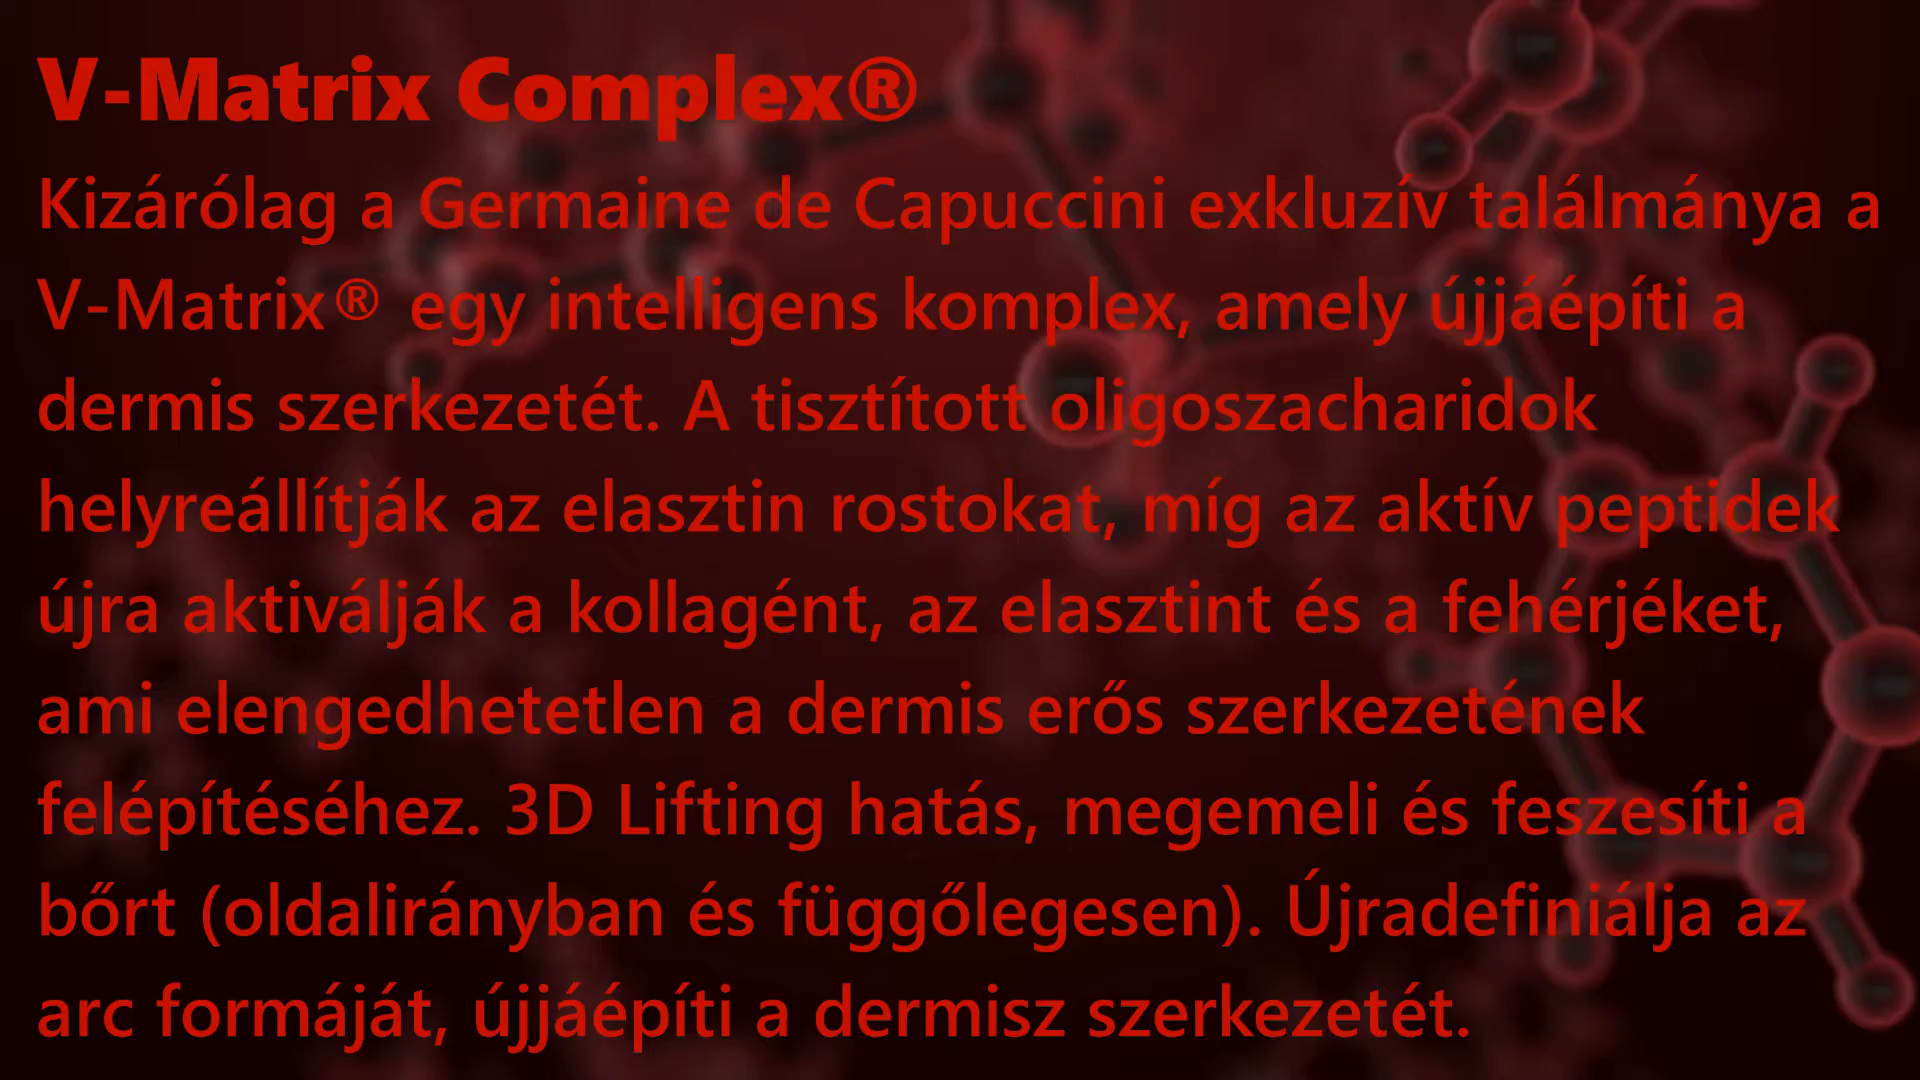 V-Matrix Complex®
Kizárólag a Germaine de Capuccini exkluzív találmánya a
V-Matrix® egy intelligens komplex, amely újjáépíti a
dermis szerkezetét. A tisztított oligoszacharidok
helyreállítják az elasztin rostokat, míg az aktív peptidek
újra aktiválják a kollagént, az elasztint és a fehérjéket,
ami elengedhetetlen a dermis erős szerkezetének
felépítéséhez. 3D Lifting hatás, megemeli és feszesíti a
bőrt (oldalirányban és függőlegesen). Újradefiniálja az
arc formáját, újjáépíti a dermisz szerkezetét.